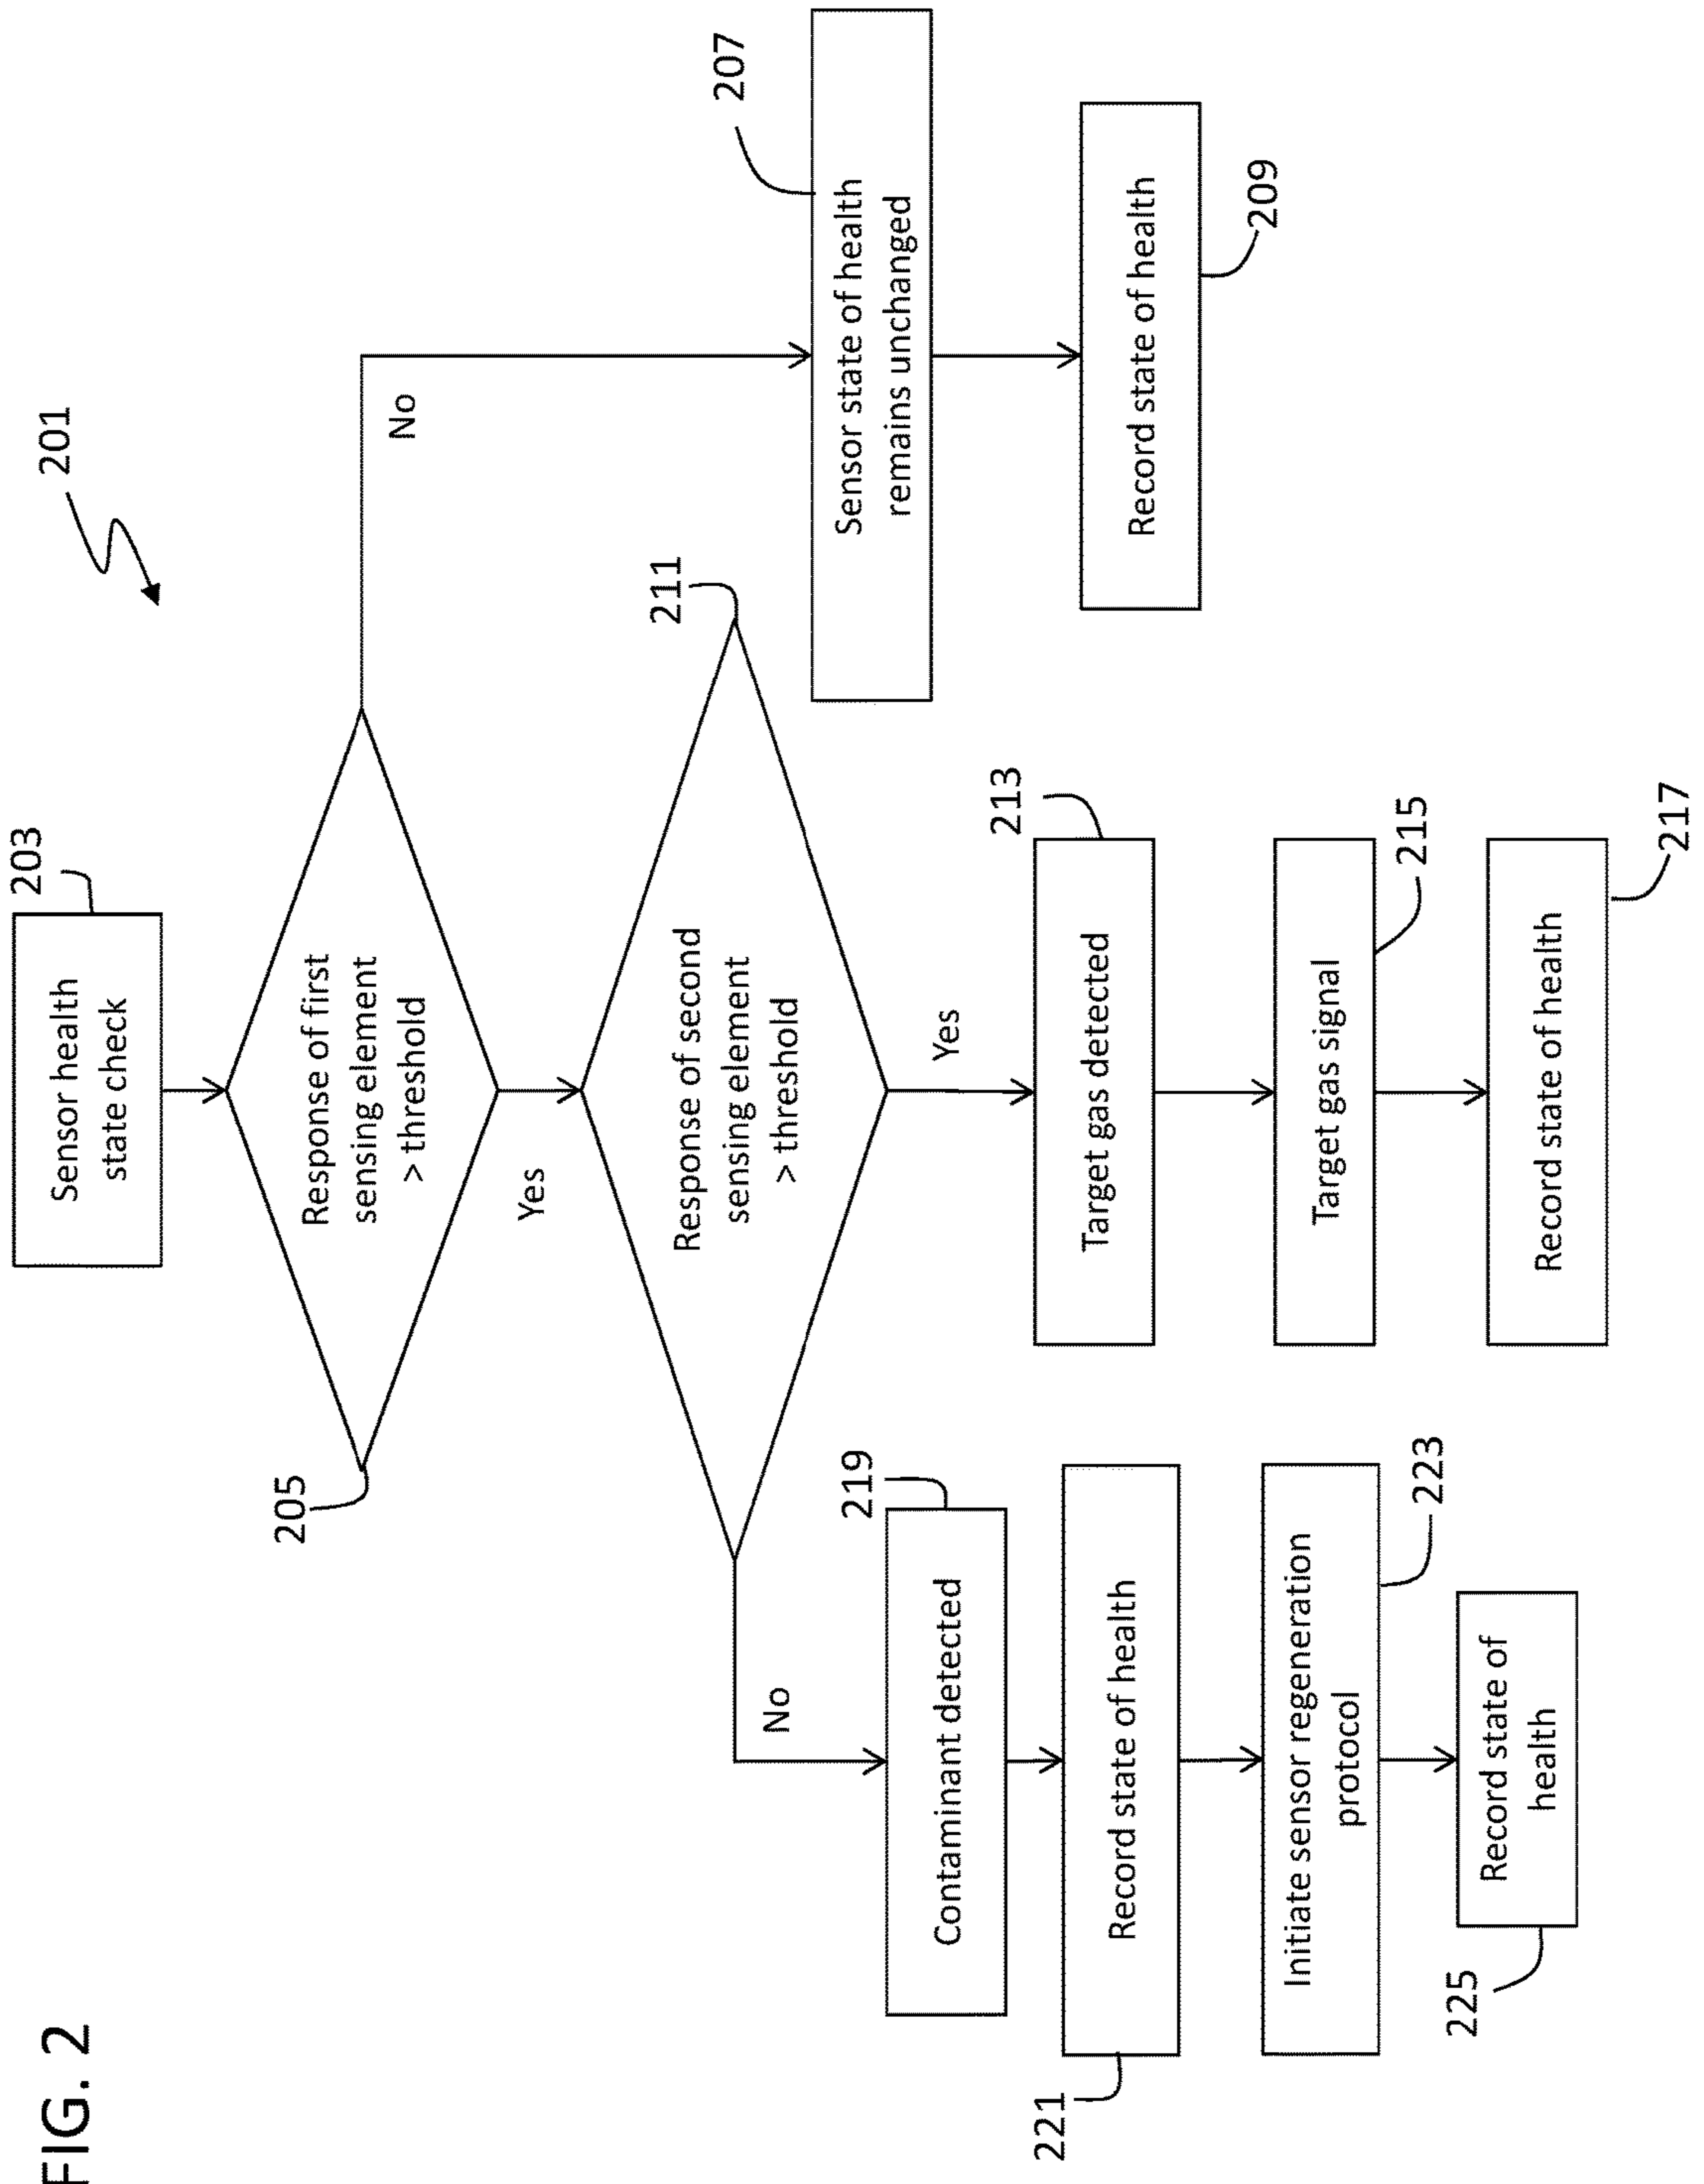 FIG. 2
201
203
Sensor health
state check
205
Response of first
sensing element
> threshold
No
Yes
207
Sensor state of health
remains unchanged
209
Record state of health
211
Response of second
sensing element
> threshold
Yes
No
213
Target gas detected
215
Target gas signal
217
Record state of health
219
Contaminant detected
221
Record state of health
223
Initiate sensor regeneration
protocol
225
Record state of
health